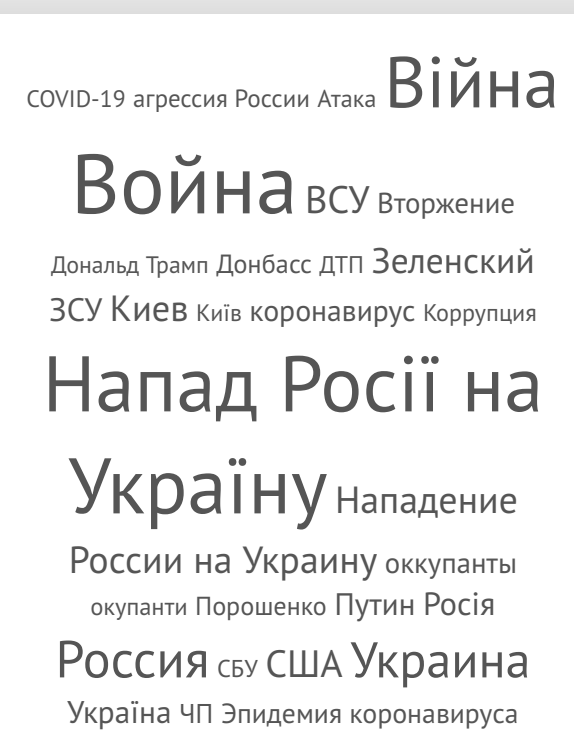 COVID-19 агрессия России Атака Війна
Война ВСУ Вторжение
Дональд Трамп Донбасс ДТП Зеленский
ЗСУ Киев Київ коронавирус Коррупция
Напад Росії на
Україну Нападение
России на Украину оккупанты
окупанти Порошенко Путин Росія
Россия СБУ США Украина
Україна ЧП Эпидемия коронавируса